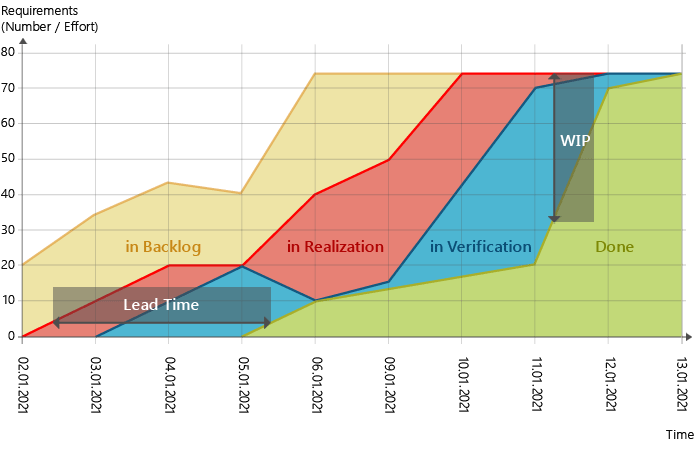 Requirements
(Number / Effort)
80
70
60
50
40
30
20
10
0
WIP
in Backlog
in Realization
in Verification
Done
Lead Time
02.01.2021
03.01.2021
04.01.2021
05.01.2021
06.01.2021
09.01.2021
10.01.2021
11.01.2021
12.01.2021
13.01.2021
Time